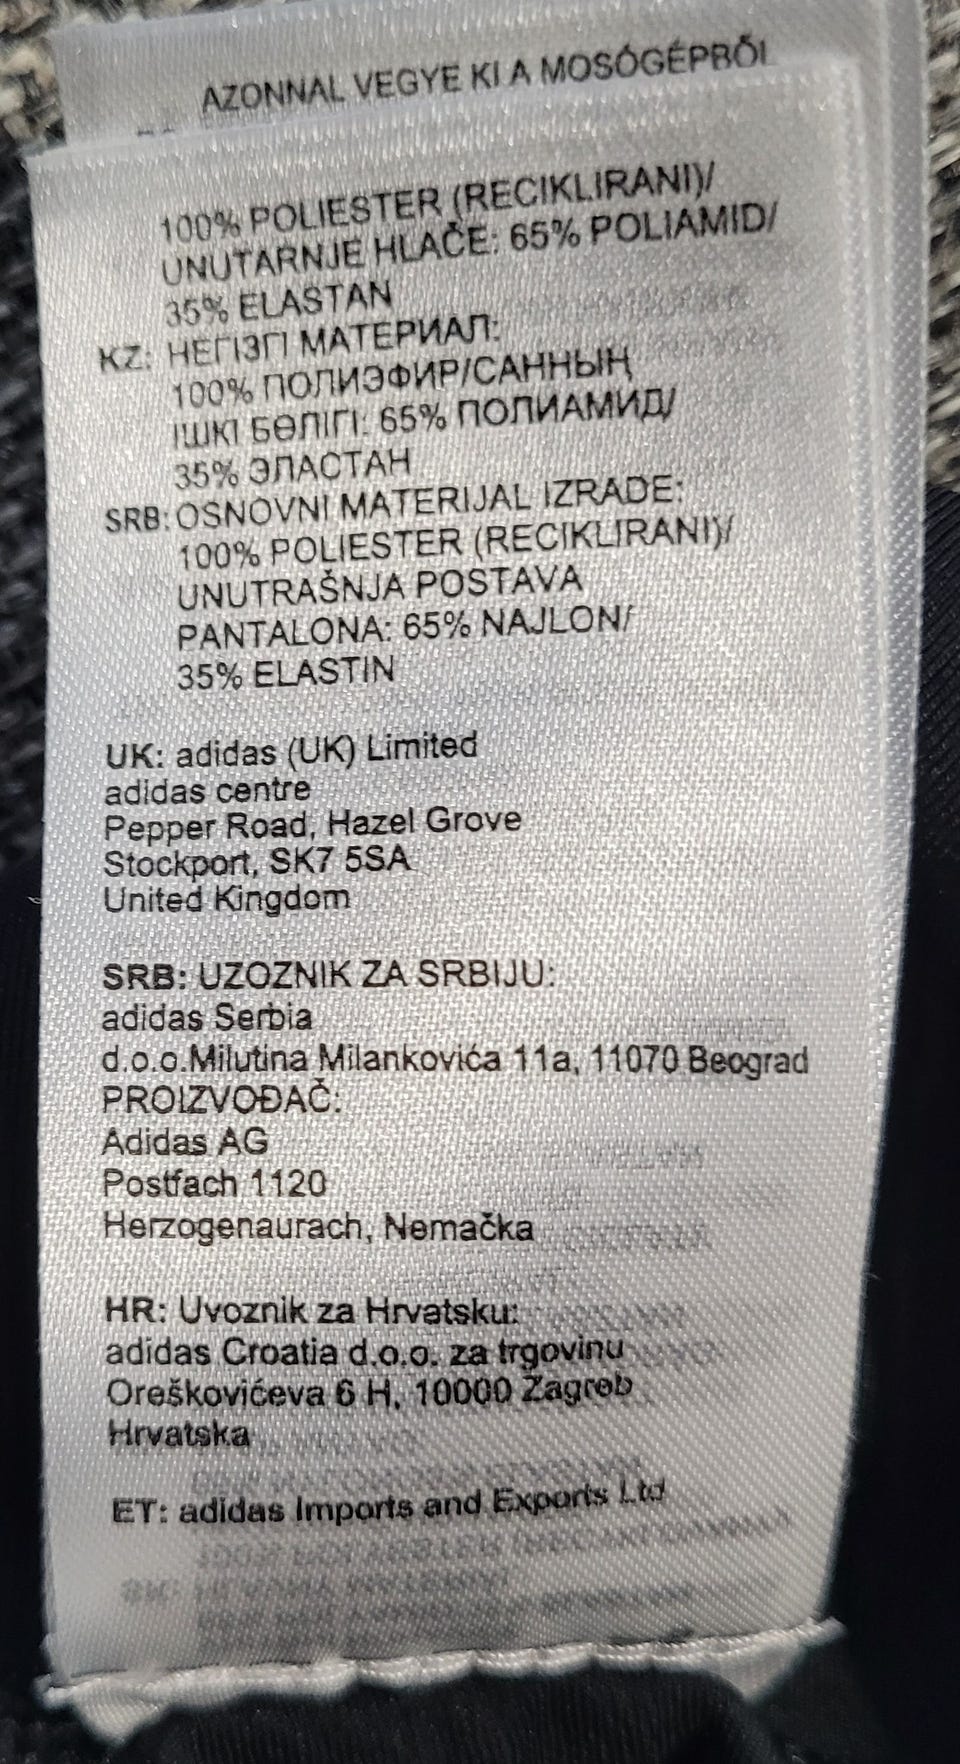 AZONNAL VEGYE KI A MOSÓGÉPBŐL
100% POLIESTER (RECIKLIRANI)/
UNUTARNJE HLAČE: 65% POLIAMID/
35% ELASTAN
KZ: НЕГІЗГІ МАТЕРИАЛ:
100% ПОЛИЭФИР/САННЫҢ
ІШКІ БӨЛІГІ: 65% ПОЛИАМИД/
35% ЭЛАСТАН
SRB: OSNOVNI MATERIJAL IZRADE:
100% POLIESTER (RECIKLIRANI)/
UNUTRAŠNJA POSTAVA
PANTALONA: 65% NAJLON/
35% ELASTIN
UK: adidas (UK) Limited
adidas centre
Pepper Road, Hazel Grove
Stockport, SK7 5SA
United Kingdom
SRB: UZOZNIK ZA SRBIJU:
adidas Serbia
d.o.o.Milutina Milankovića 11a, 11070 Beograd
PROIZVOĐAČ:
Adidas AG
Postfach 1120
Herzogenaurach, Nemačka
HR: Uvoznik za Hrvatsku:
adidas Croatia d.o.o. za trgovinu
Oreškovićeva 6 H, 10000 Zagreb
Hrvatska
ET: adidas Imports and Exports Ltd